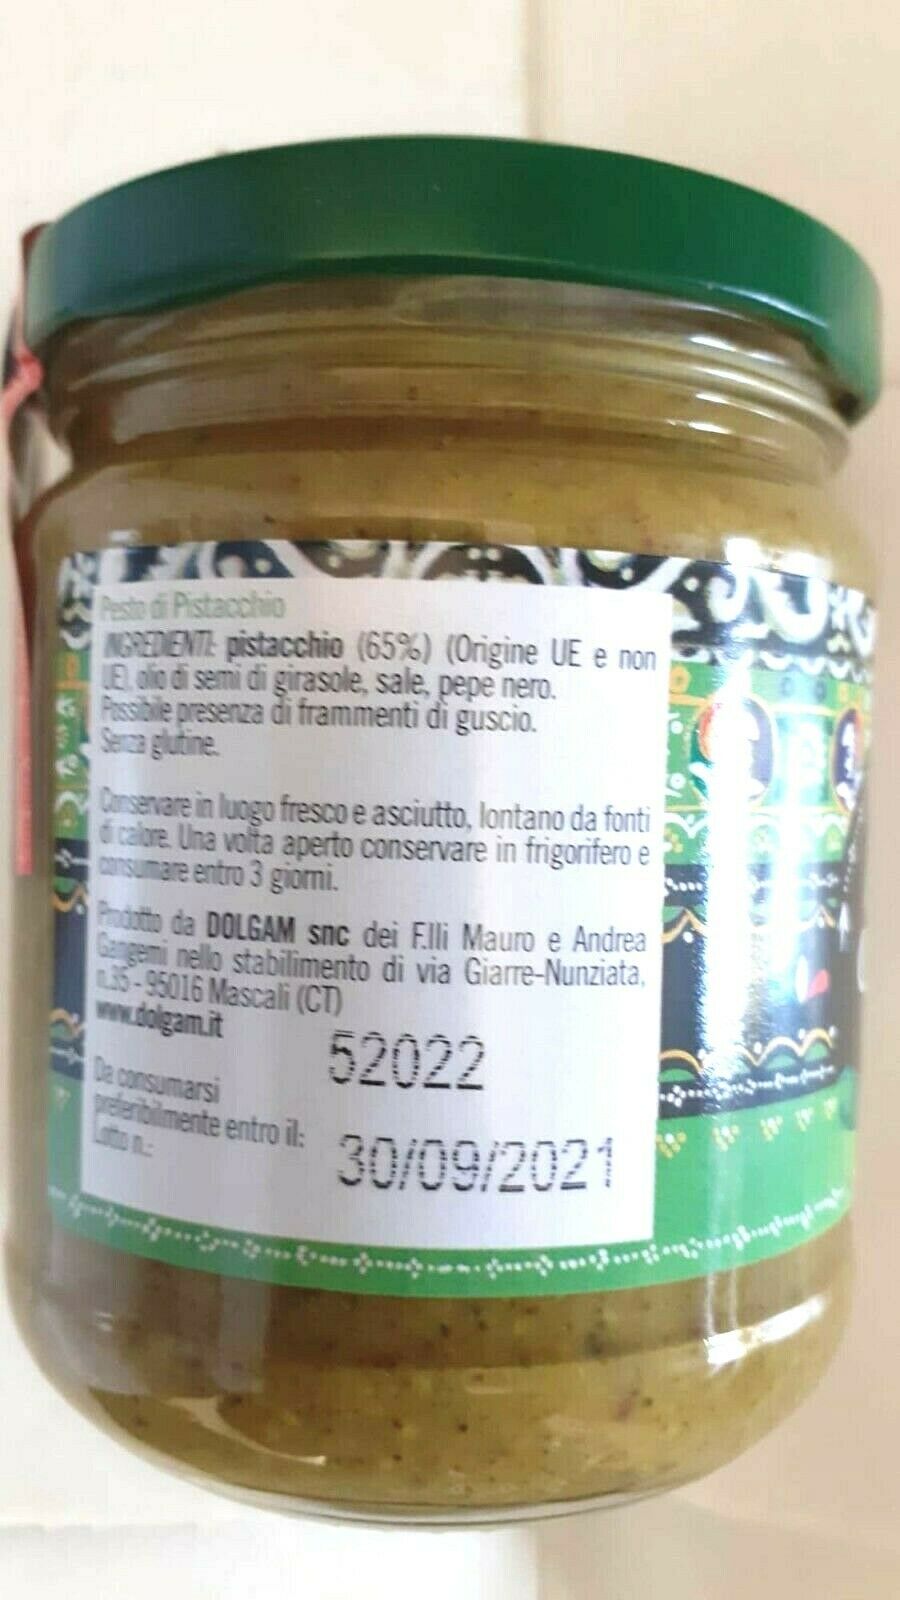 Pesto di Pistacchio
INGREDIENTI: pistacchio (65%) (Origine UE e non
UE), olio di semi di girasole, sale, pepe nero.
Possibile presenza di frammenti di guscio.
Senza glutine.
Conservare in luogo fresco e asciutto, lontano da fonti
di calore. Una volta aperto conservare in frigorifero e
consumare entro 3 giorni.
Prodotto da DOLGAM snc dei F.lli Mauro e Andrea
Gangemi nello stabilimento di via Giarre-Nunziata,
n.35 - 95016 Mascali (CT)
www.dolgam.it
52022
Da consumarsi
preferibilmente entro il:
30/09/2021
Lotto n.: